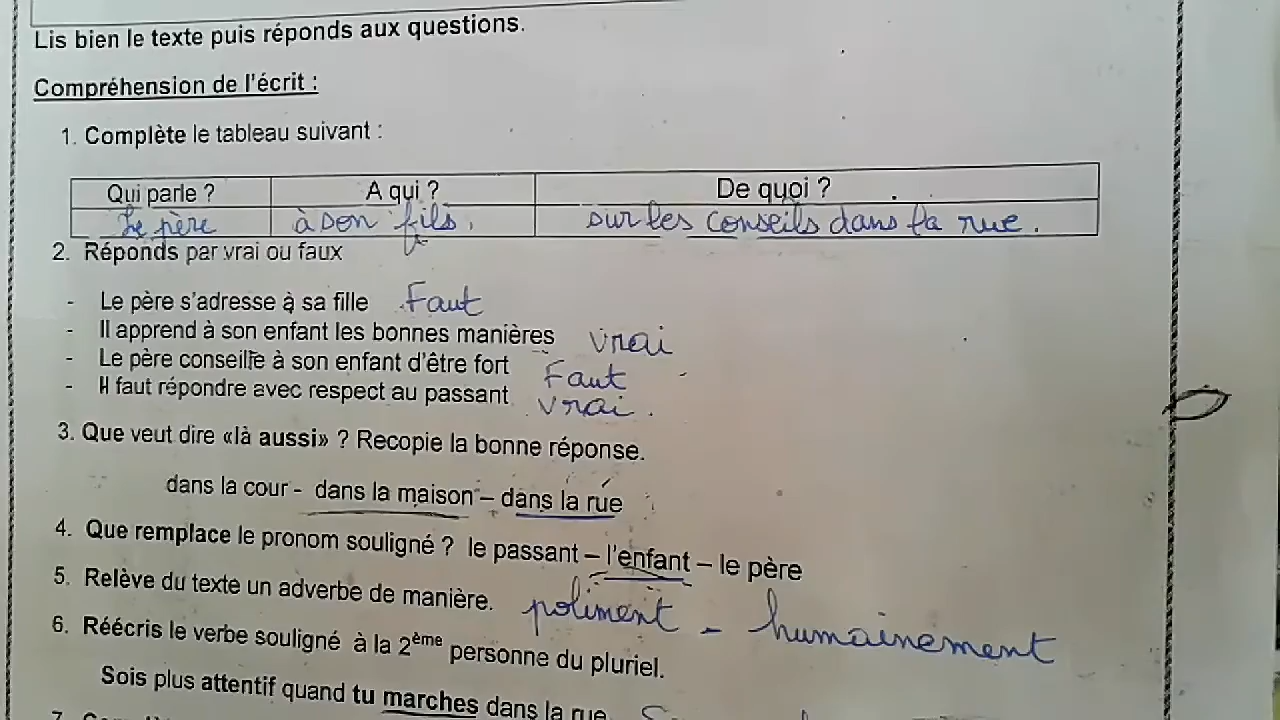 Lis bien le texte puis réponds aux questions.
Compréhension de l'écrit :
1. Complète le tableau suivant :
Qui parle ? A qui ? De quoi ?
Le père à son fils. sur les conseils dans la rue.
2. Réponds par vrai ou faux
- Le père s'adresse à sa fille Faut
- Il apprend à son enfant les bonnes manières vrai
- Le père conseille à son enfant d'être fort Faut
- Il faut répondre avec respect au passant vrai.
3. Que veut dire «là aussi» ? Recopie la bonne réponse.
dans la cour - dans la maison – dans la rue
4. Que remplace le pronom souligné ? le passant – l'enfant – le père
5. Relève du texte un adverbe de manière. poliment - humainement
6. Réécris le verbe souligné à la 2ème personne du pluriel.
Sois plus attentif quand tu marches dans la rue
7.